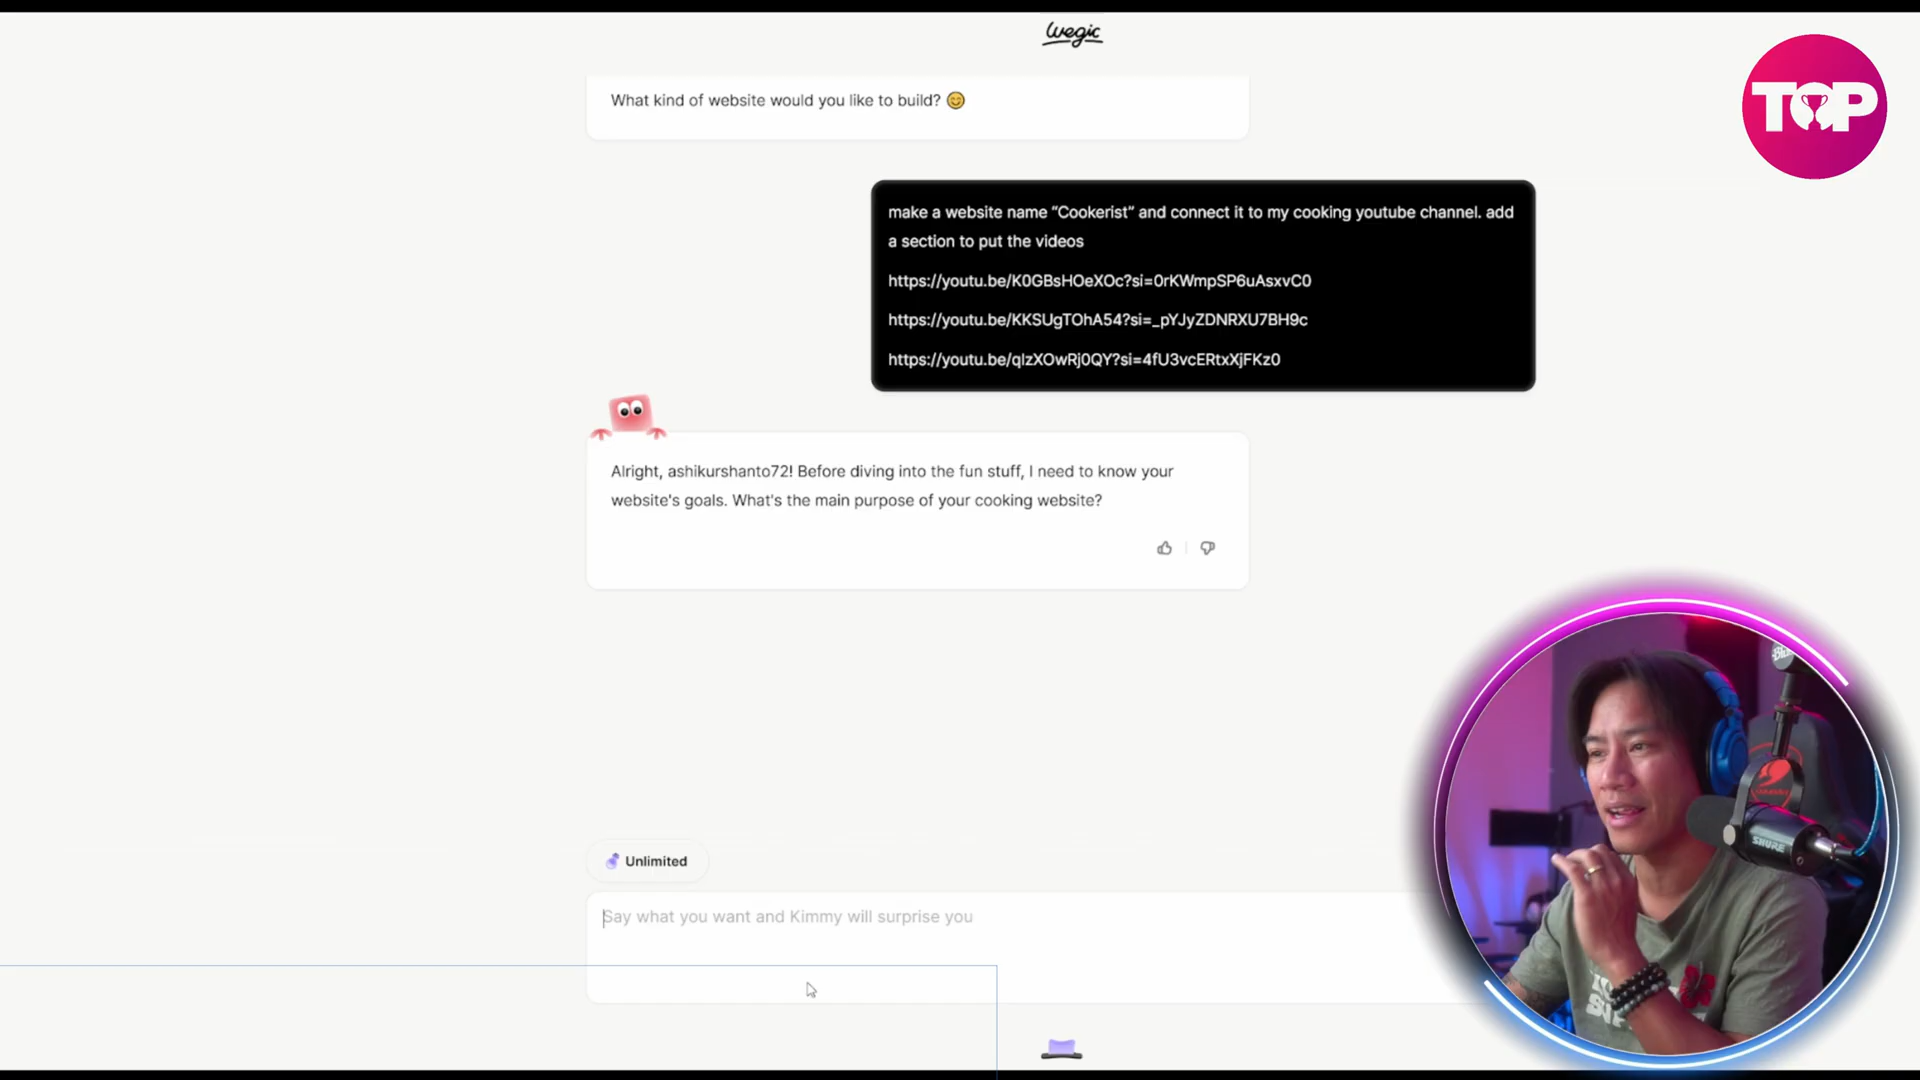 wegic
TOP
What kind of website would you like to build? 😊
make a website name “Cookerist” and connect it to my cooking youtube channel. add
a section to put the videos
https://youtu.be/K0GBsHOeXOc?si=0rKWmpSP6uAsxvC0
https://youtu.be/KKSUgTOhA54?si=_pYJyZDNRXU7BH9c
https://youtu.be/qlzXOwRj0QY?si=4fU3vcERtxXjFKz0
Alright, ashikurshanto72! Before diving into the fun stuff, I need to know your
website's goals. What's the main purpose of your cooking website?
Unlimited
Say what you want and Kimmy will surprise you
SHURE